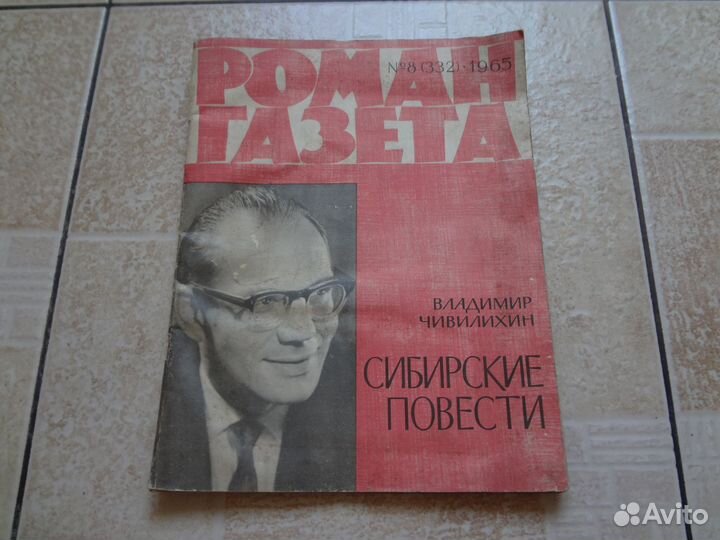 РОМАН
№8 (332)·1965
ГАЗЕТА
ВЛАДИМИР
ЧИВИЛИХИН
СИБИРСКИЕ
ПОВЕСТИ
Avito